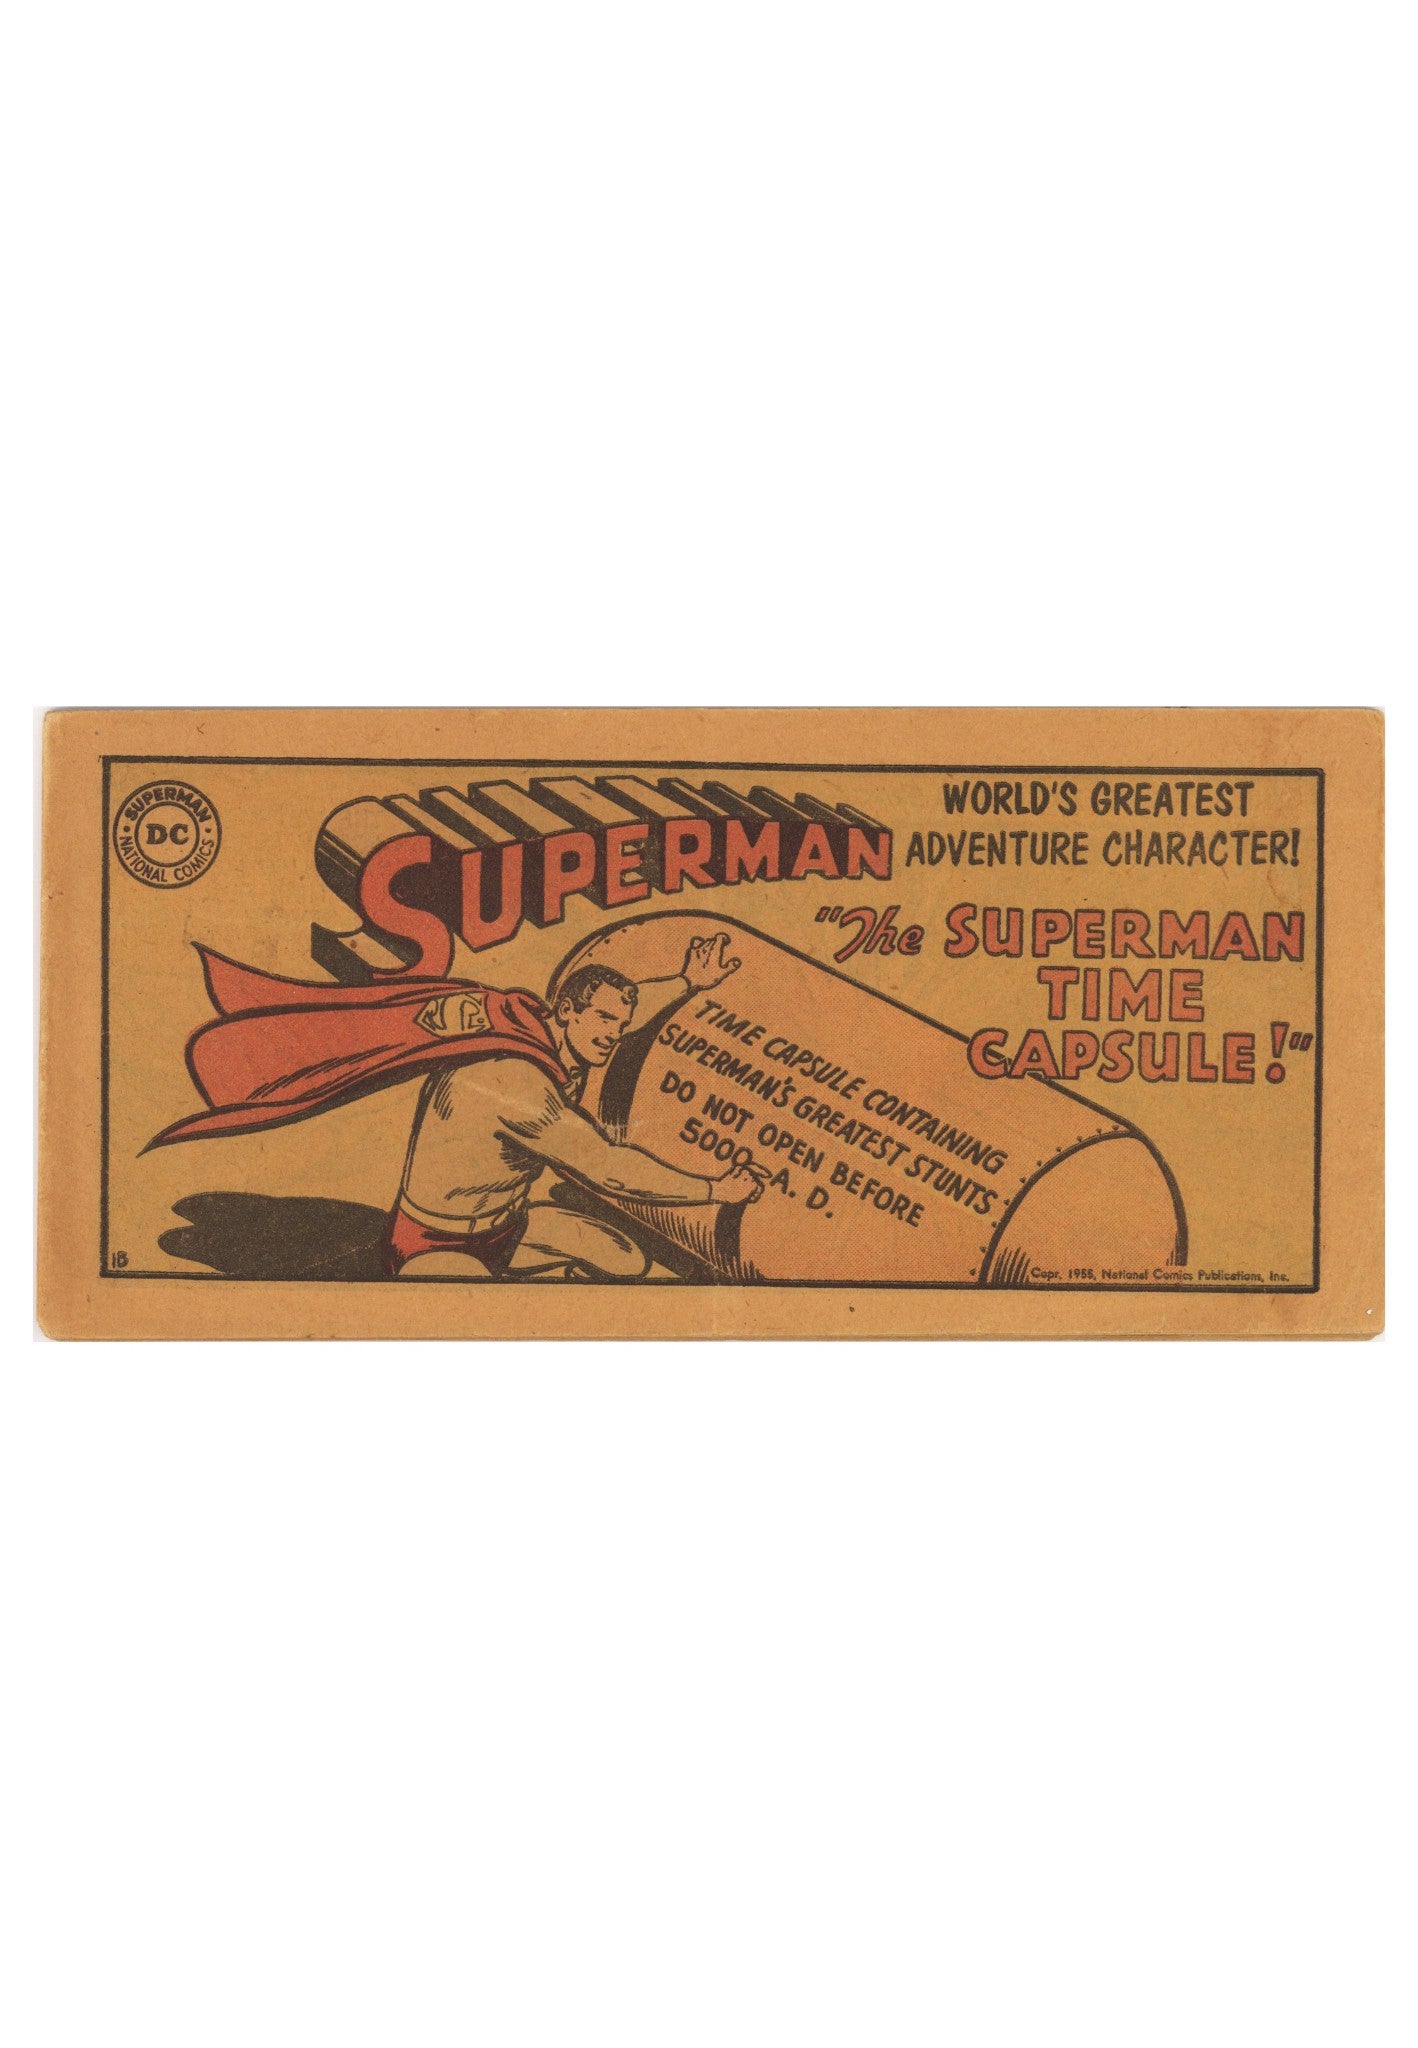 SUPERMAN
DC
NATIONAL COMICS
SUPERMAN
WORLD'S GREATEST
ADVENTURE CHARACTER!
"The SUPERMAN
TIME
CAPSULE!"
TIME CAPSULE CONTAINING
SUPERMAN'S GREATEST STUNTS
DO NOT OPEN BEFORE
5000 A. D.
1B
Copr. 1955, National Comics Publications, Inc.